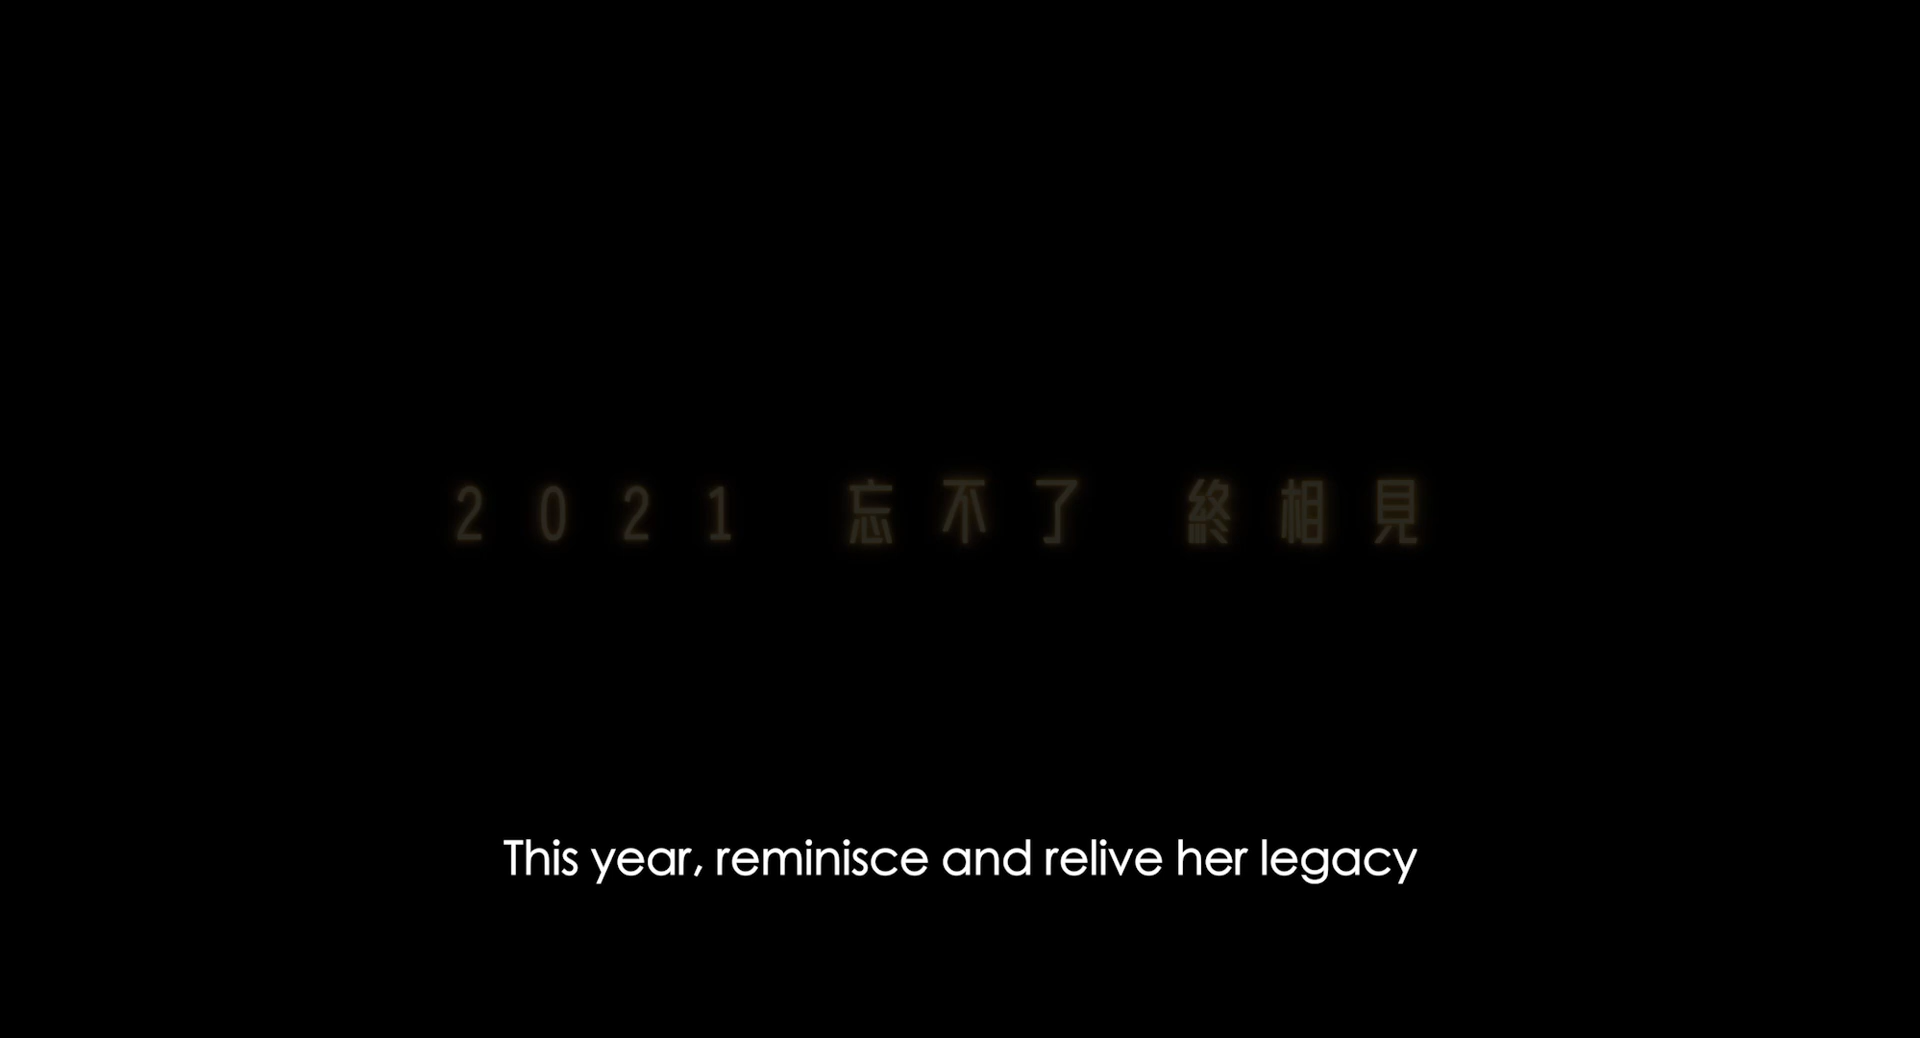 2021 忘不了 終相見
This year, reminisce and relive her legacy